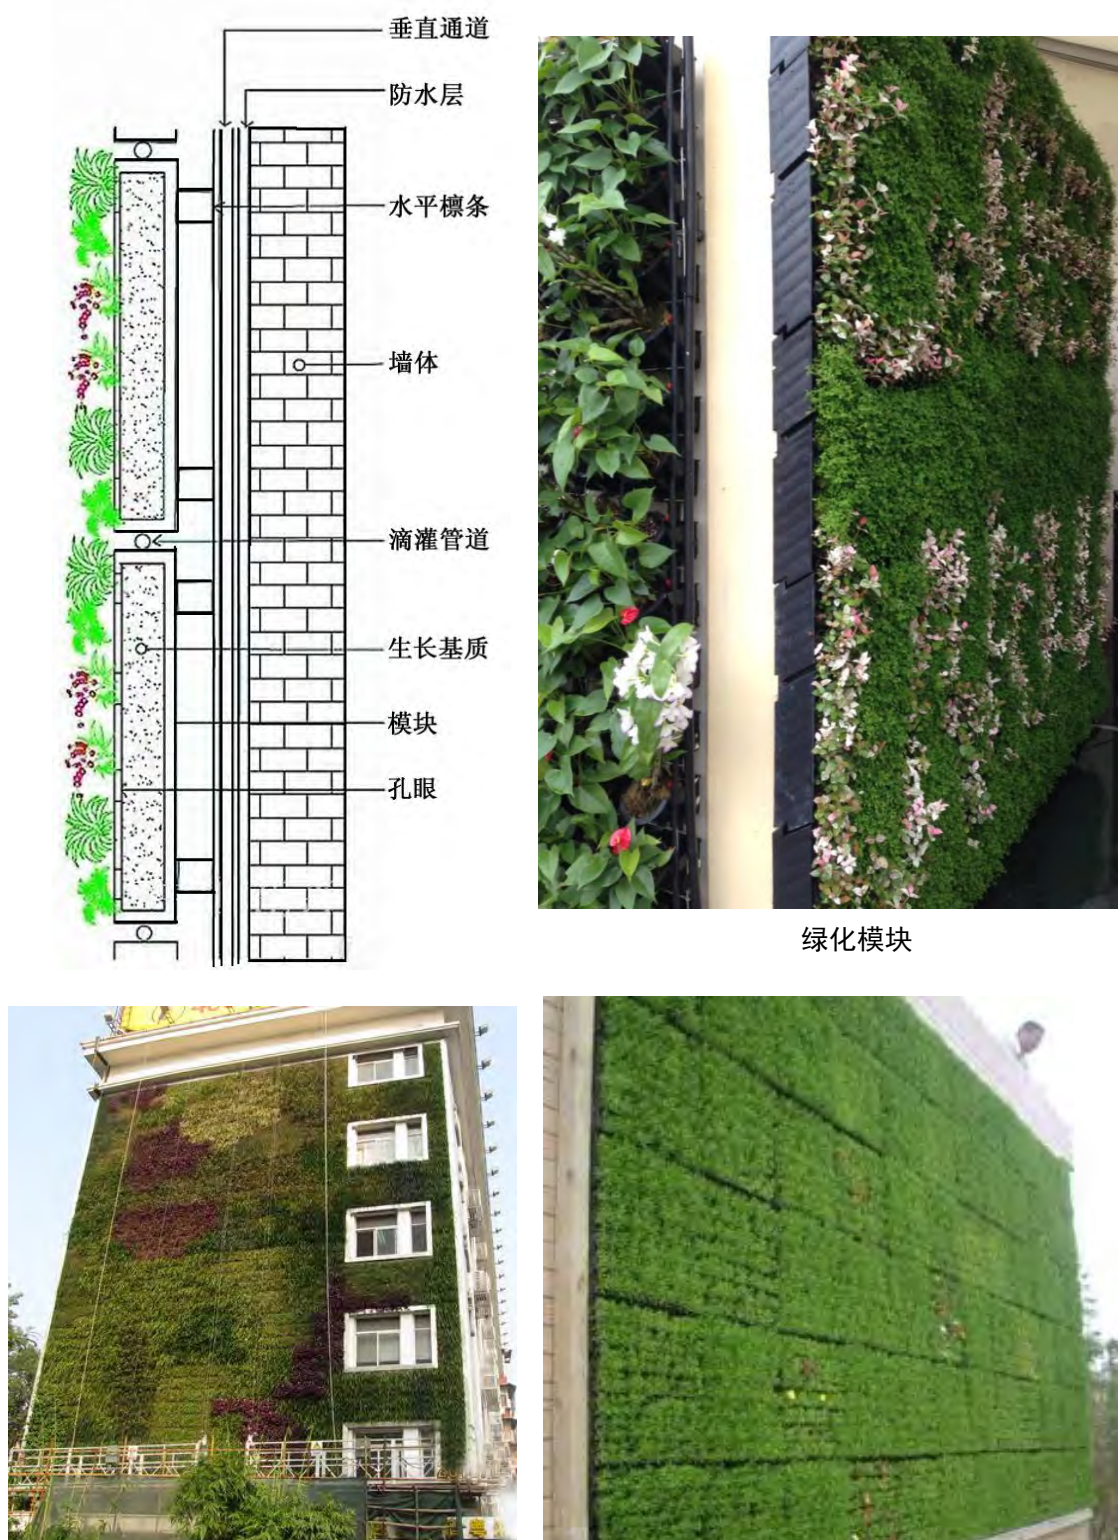 垂直通道
防水层
水平檩条
墙体
滴灌管道
生长基质
模块
孔眼
绿化模块